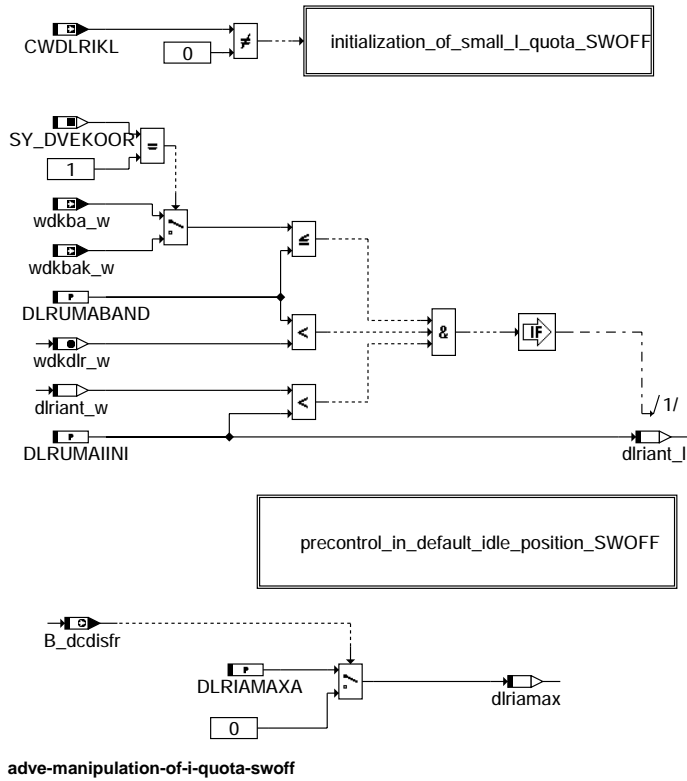 CWDLRIKL
0
≠
initialization_of_small_I_quota_SWOFF
SY_DVEKOOR
=
1
wdkba_w
wdkbak_w
≤
DLRUMABAND
P
wdkdlr_w
<
&
IF
dlriant_w
<
/1/
DLRUMAIINI
P
dlriant_l
precontrol_in_default_idle_position_SWOFF
B_dcdisfr
P
DLRIAMAXA
dlriamax
0
adve-manipulation-of-i-quota-swoff